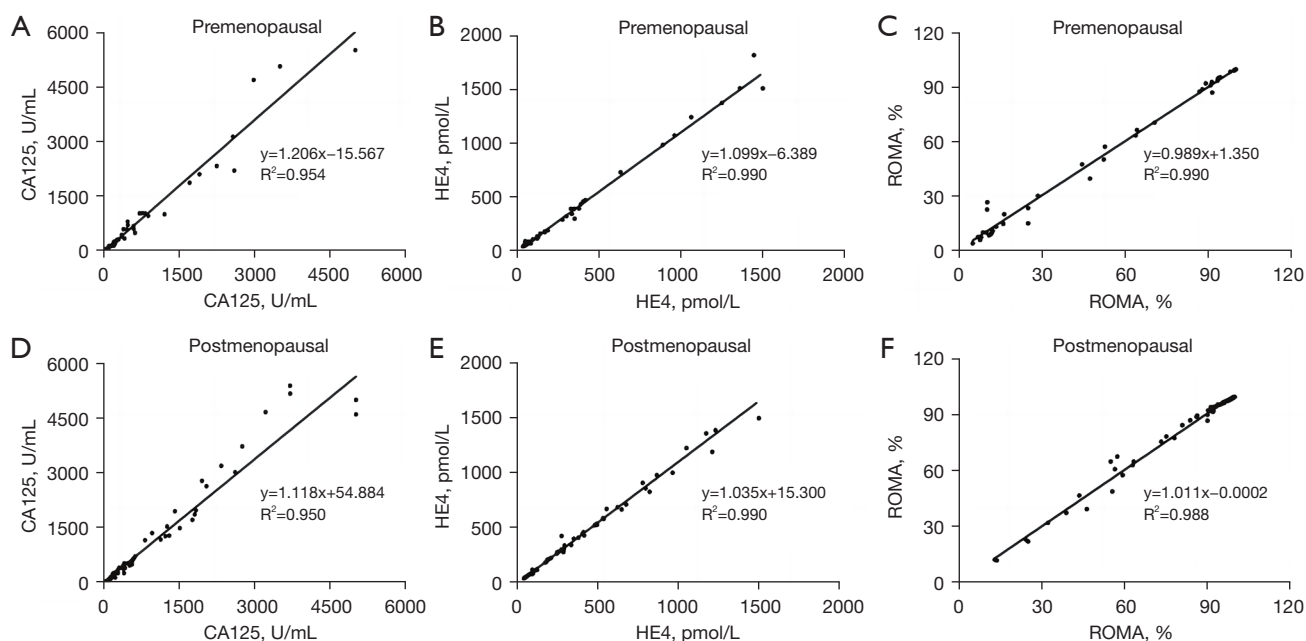 A
Premenopausal
6000
4500
3000
1500
0
CA125, U/mL
y=1.206x−15.567
R²=0.954
0 1500 3000 4500 6000
CA125, U/mL
B
Premenopausal
2000
1500
1000
500
0
HE4, pmol/L
y=1.099x−6.389
R²=0.990
0 500 1000 1500 2000
HE4, pmol/L
C
Premenopausal
120
90
60
30
0
ROMA, %
y=0.989x+1.350
R²=0.990
0 30 60 90 120
ROMA, %
D
Postmenopausal
6000
4500
3000
1500
0
CA125, U/mL
y=1.118x+54.884
R²=0.950
0 1500 3000 4500 6000
CA125, U/mL
E
Postmenopausal
2000
1500
1000
500
0
HE4, pmol/L
y=1.035x+15.300
R²=0.990
0 500 1000 1500 2000
HE4, pmol/L
F
Postmenopausal
120
90
60
30
0
ROMA, %
y=1.011x−0.0002
R²=0.988
0 30 60 90 120
ROMA, %